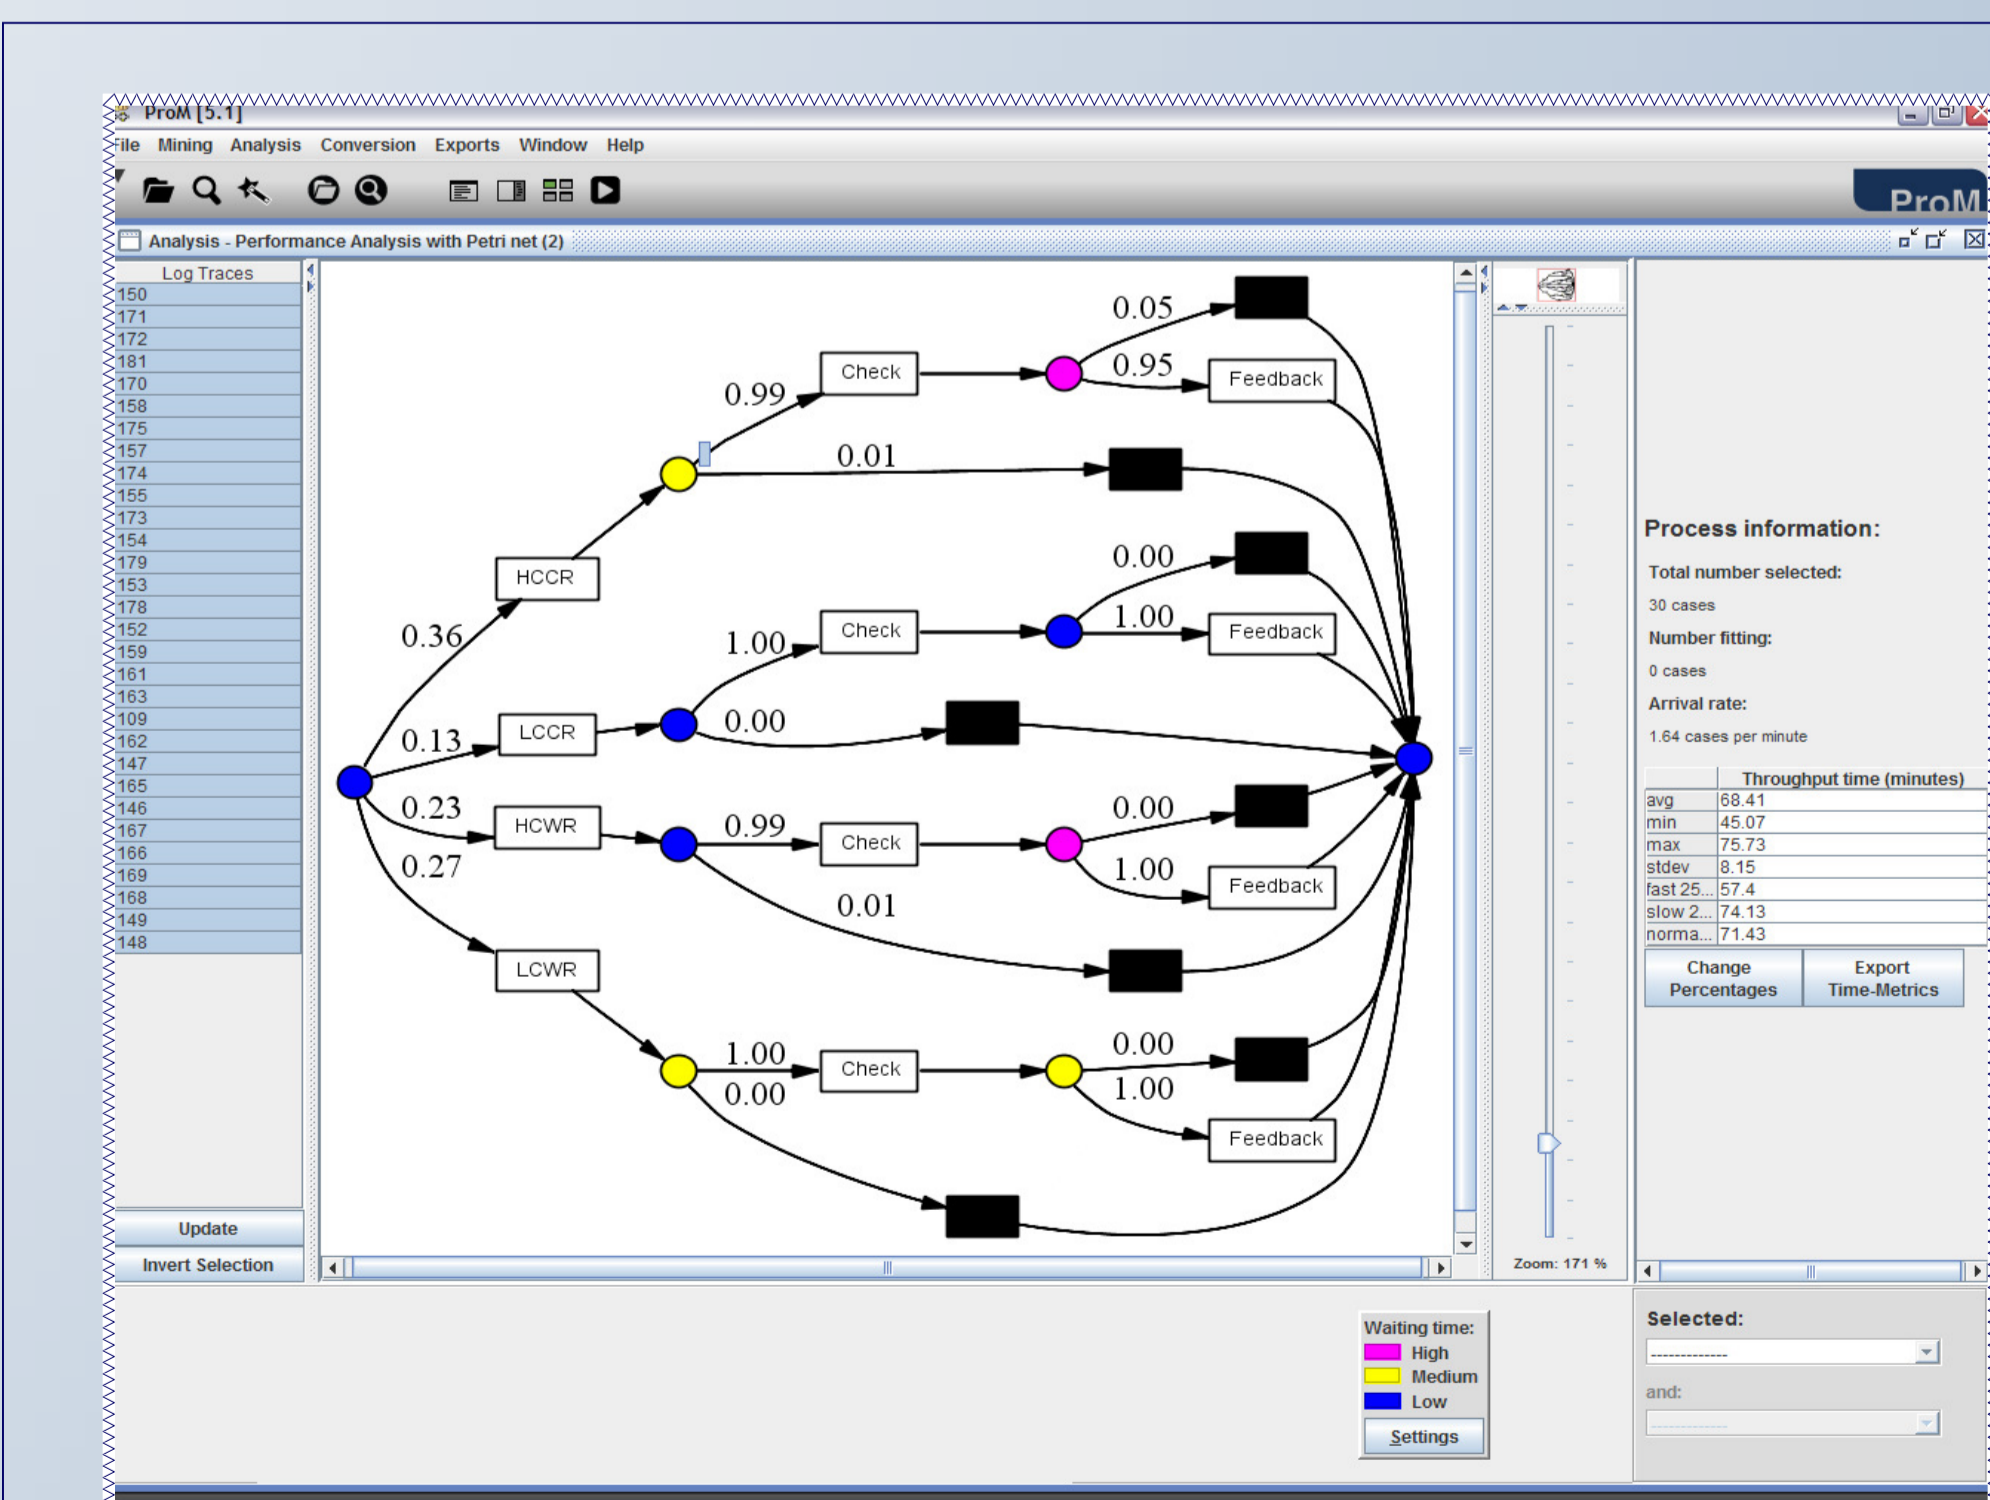 ProM [5.1]
File Mining Analysis Conversion Exports Window Help
ProM
Analysis - Performance Analysis with Petri net (2)
Log Traces
150
171
172
181
170
158
175
157
174
155
173
154
179
153
178
152
159
161
163
109
162
147
165
146
167
166
169
168
149
148
Update
Invert Selection
0.05
Check
0.95
Feedback
0.99
0.01
HCCR
0.00
0.36
Check
1.00
Feedback
1.00
LCCR
0.00
0.13
0.23
HCWR
0.99
Check
0.00
0.27
1.00
Feedback
0.01
LCWR
1.00
Check
0.00
0.00
1.00
Feedback
Zoom: 171 %
Process information:
Total number selected:
30 cases
Number fitting:
0 cases
Arrival rate:
1.64 cases per minute
Throughput time (minutes)
avg 68.41
min 45.07
max 75.73
stdev 8.15
fast 25... 57.4
slow 2... 74.13
norma... 71.43
Change Percentages
Export Time-Metrics
Waiting time:
High
Medium
Low
Settings
Selected:
-------------
and:
-------------